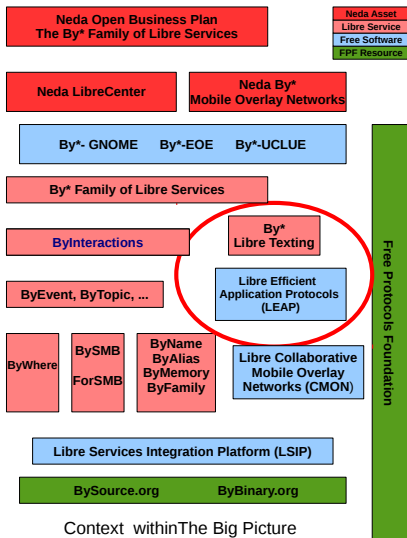 Neda Open Business Plan
The By* Family of Libre Services
Neda Asset
Libre Service
Free Software
FPF Resource
Neda LibreCenter
Neda By*
Mobile Overlay Networks
By*- GNOME By*-EOE By*-UCLUE
By* Family of Libre Services
ByInteractions
By*
Libre Texting
ByEvent, ByTopic, ...
Libre Efficient
Application Protocols
(LEAP)
Free Protocols Foundation
ByWhere
BySMB
ForSMB
ByName
ByAlias
ByMemory
ByFamily
Libre Collaborative
Mobile Overlay
Networks (CMON)
Libre Services Integration Platform (LSIP)
BySource.org ByBinary.org
Context withinThe Big Picture